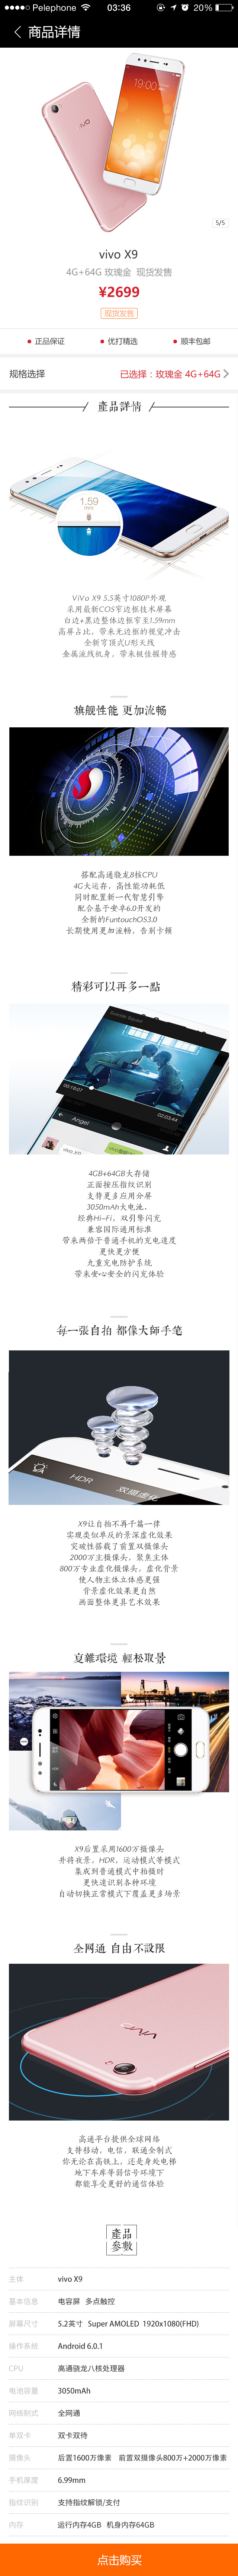 Pelephone 03:36 20%
商品详情
vivo
19:00
5/5
vivo X9
4G+64G 玫瑰金 现货发售
¥2699
现货发售
正品保证 优打精选 顺丰包邮
规格选择 已选择：玫瑰金 4G+64G
產品詳情
1.59
mm
ViVo X9 5.5英寸1080P外观
采用最新COS窄边框技术屏幕
白边+黑边整体边框窄至1.59mm
高屏占比，带来无边框的视觉冲击
全新穹顶式U形天线
金属流线机身，带来极佳握持感
旗舰性能 更加流畅
搭配高通骁龙8核CPU
4G大运存，高性能功耗低
同时配置新一代智慧引擎
配合基于安卓6.0开发的
全新的FuntouchOS3.0
长期使用更加流畅，告别卡顿
精彩可以再多一點
Suicide Squad
00:16:07
02:03:44
Angel
4GB+64GB大存储
正面按压指纹识别
支持更多应用分屏
3050mAh大电池、
经典Hi-Fi，双引擎闪充
兼容国际通用标准
带来两倍于普通手机的充电速度
更快更方便
九重充电防护系统
带来安心安全的闪充体验
每一張自拍 都像大師手笔
HDR
双摄虚化
X9让自拍不再千篇一律
实现类似单反的景深虚化效果
突破性搭载了前置双摄像头
2000万主摄像头，聚焦主体
800万专业虚化摄像头，虚化背景
使人物主体立体感更强
背景虚化效果更自然
画面整体更具艺术效果
复雜環境 輕松取景
X9后置采用1600万摄像头
并将夜景，HDR，运动模式等模式
集成到普通模式中拍摄时
更快速识别各种环境
自动切换正常模式下覆盖更多场景
全网通 自由不設限
vivo
高通平台提供全球网络
支持移动，电信，联通全制式
你无论在高铁上，还是身处电梯
地下车库等弱信号环境下
都能享受更好的通信体验
產品
參數
主体 vivo X9
基本信息 电容屏 多点触控
屏幕尺寸 5.2英寸 Super AMOLED 1920x1080(FHD)
操作系统 Android 6.0.1
CPU 高通骁龙八核处理器
电池容量 3050mAh
网络制式 全网通
单双卡 双卡双待
摄像头 后置1600万像素 前置双摄像头800万+2000万像素
手机厚度 6.99mm
指纹识别 支持指纹解锁/支付
内存 运行内存4GB 机身内存64GB
点击购买